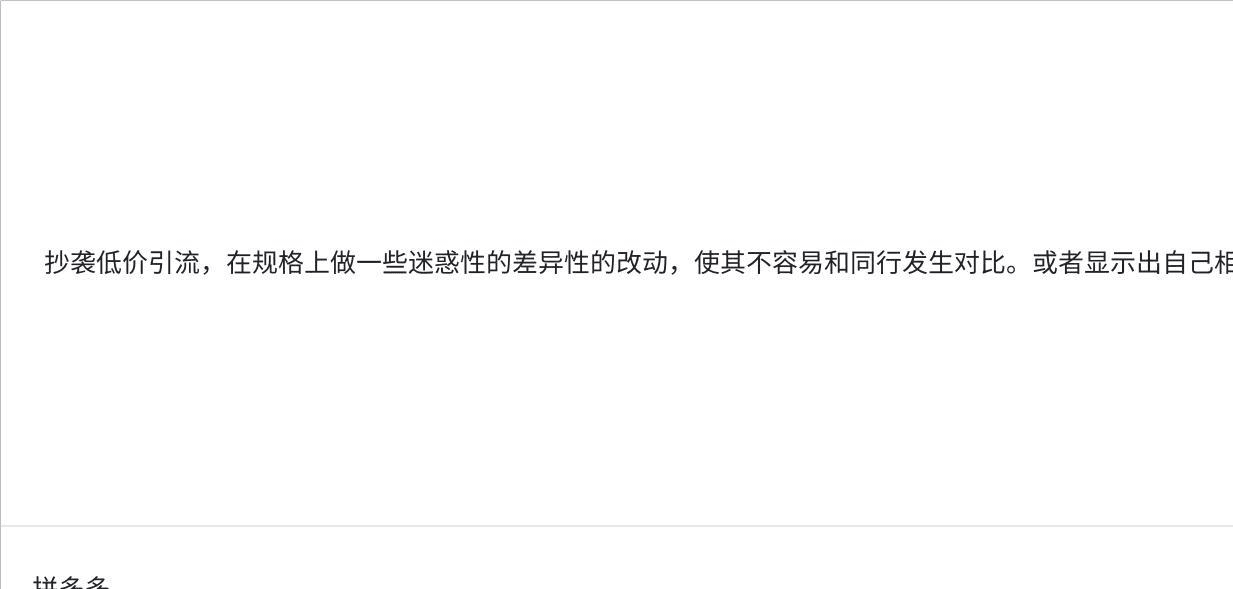 抄袭低价引流，在规格上做一些迷惑性的差异性的改动，使其不容易和同行发生对比。或者显示出自己相
拼多多